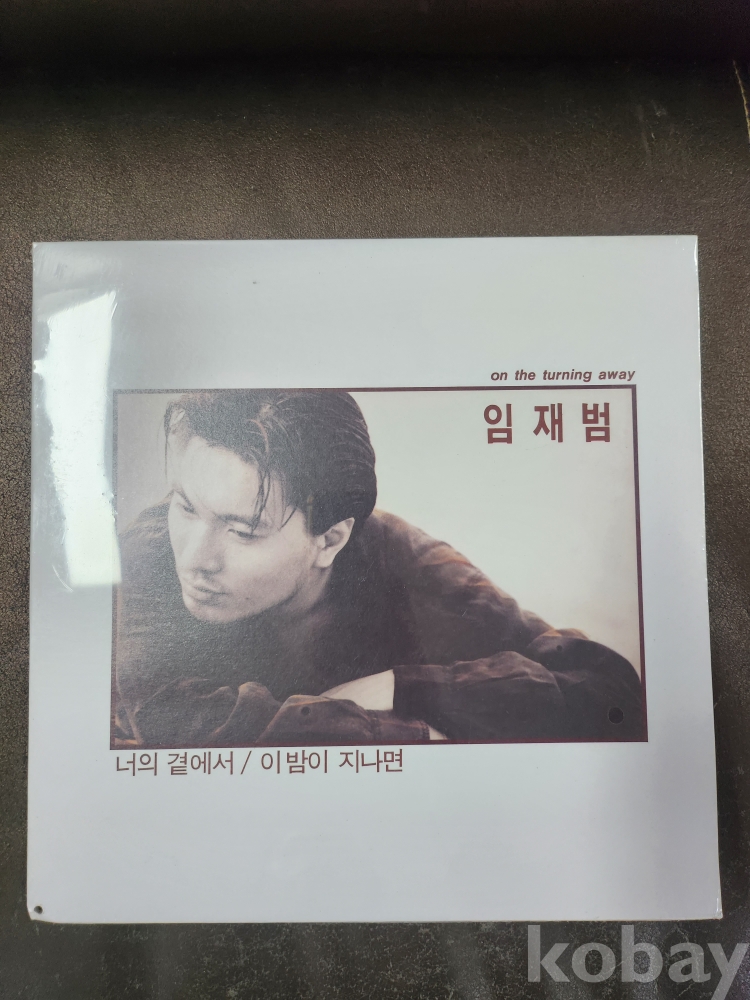 on the turning away
임재범
너의 곁에서 / 이 밤이 지나면
kobay